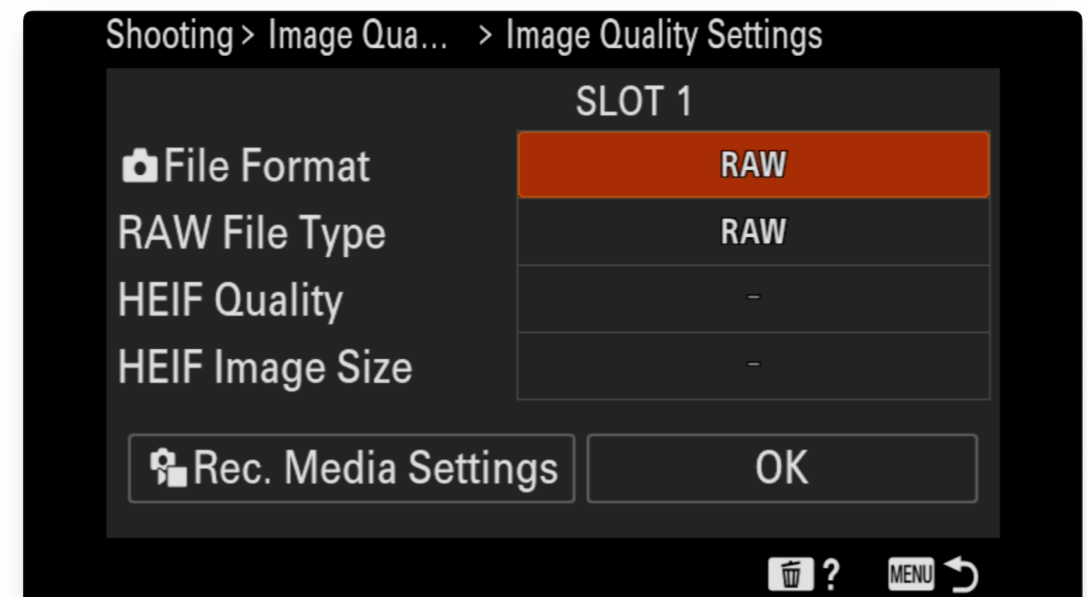 Shooting > Image Qua... > Image Quality Settings
SLOT 1
File Format RAW
RAW File Type RAW
HEIF Quality –
HEIF Image Size –
Rec. Media Settings OK
? MENU